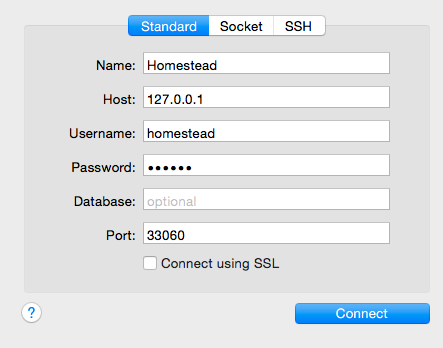 Standard Socket SSH
Name: Homestead
Host: 127.0.0.1
Username: homestead
Password: ••••••
Database: optional
Port: 33060
Connect using SSL
? Connect